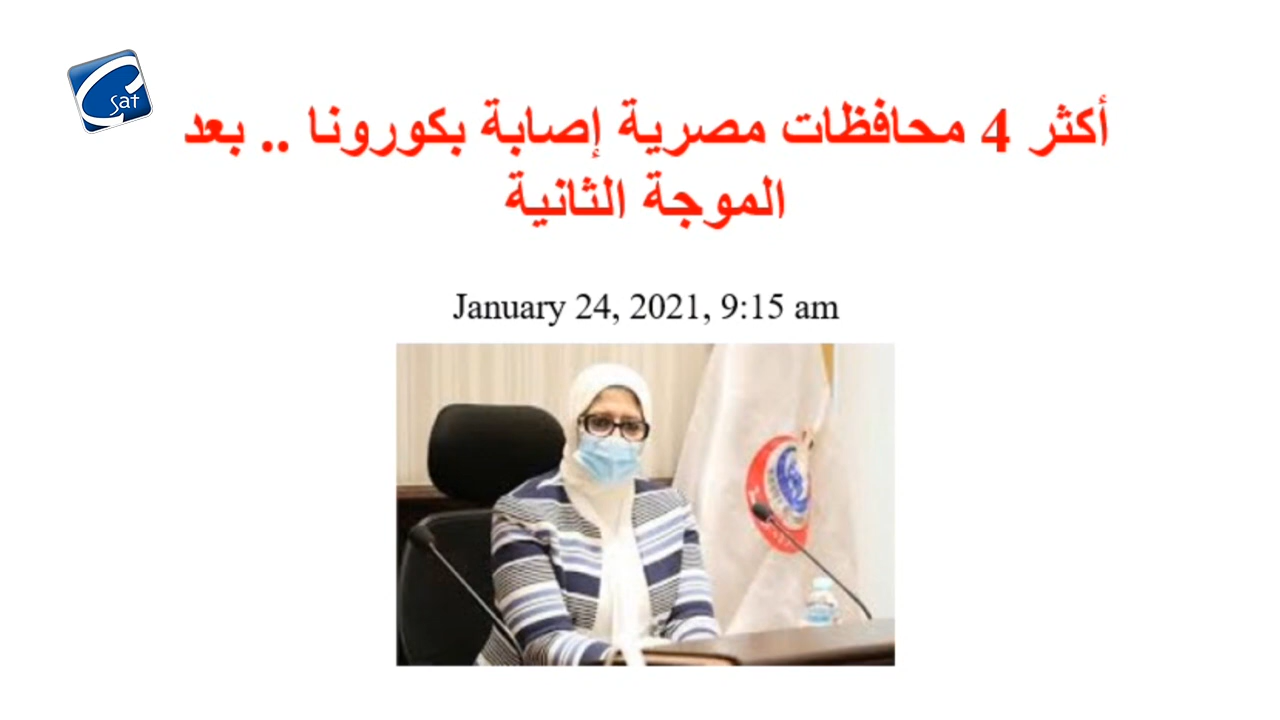 sat
أكثر 4 محافظات مصرية إصابة بكورونا .. بعد
الموجة الثانية
January 24, 2021, 9:15 am